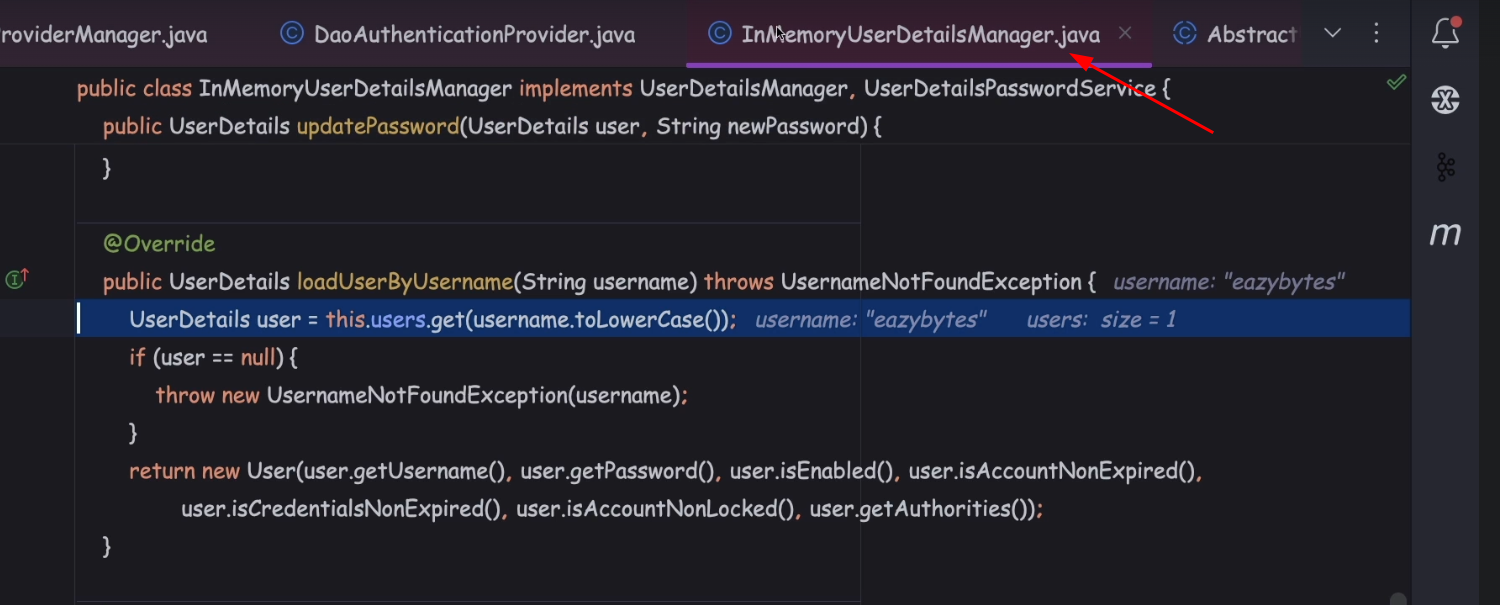 roviderManager.java DaoAuthenticationProvider.java InMemoryUserDetailsManager.java Abstract
public class InMemoryUserDetailsManager implements UserDetailsManager, UserDetailsPasswordService {
public UserDetails updatePassword(UserDetails user, String newPassword) {
}
@Override
public UserDetails loadUserByUsername(String username) throws UsernameNotFoundException { username: "eazybytes"
UserDetails user = this.users.get(username.toLowerCase()); username: "eazybytes" users: size = 1
if (user == null) {
throw new UsernameNotFoundException(username);
}
return new User(user.getUsername(), user.getPassword(), user.isEnabled(), user.isAccountNonExpired(),
user.isCredentialsNonExpired(), user.isAccountNonLocked(), user.getAuthorities());
}